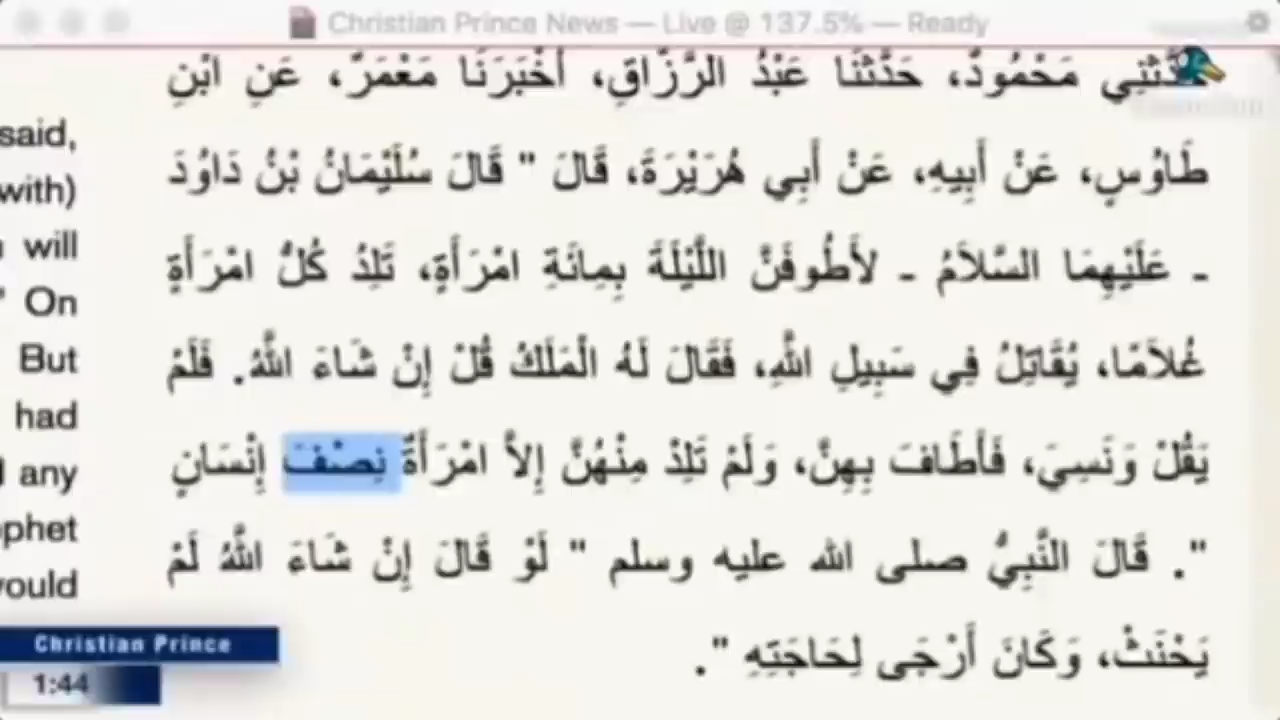 Christian Prince News — Live @ 137.5% — Ready
مَحْمُودٌ، حَدَّثَنَا عَبْدُ الرَّزَّاقِ، أَخْبَرَنَا مَعْمَرٌ، عَنِ ابْنِ
طَاوُسٍ، عَنْ أَبِيهِ، عَنْ أَبِي هُرَيْرَةَ، قَالَ " قَالَ سُلَيْمَانُ بْنُ دَاوُدَ
ـ عَلَيْهِمَا السَّلاَمُ ـ لأَطُوفَنَّ اللَّيْلَةَ بِمِائَةِ امْرَأَةٍ، تَلِدُ كُلُّ امْرَأَةٍ
غُلاَمًا، يُقَاتِلُ فِي سَبِيلِ اللَّهِ، فَقَالَ لَهُ الْمَلَكُ قُلْ إِنْ شَاءَ اللَّهُ. فَلَمْ
يَقُلْ وَنَسِيَ، فَأَطَافَ بِهِنَّ، وَلَمْ تَلِدْ مِنْهُنَّ إِلاَّ امْرَأَةٌ نِصْفَ إِنْسَانٍ
". قَالَ النَّبِيُّ صلى الله عليه وسلم " لَوْ قَالَ إِنْ شَاءَ اللَّهُ لَمْ
يَحْنَثْ، وَكَانَ أَرْجَى لِحَاجَتِهِ ".
said,
with)
will
On
But
had
any
Christian Prince
1:44